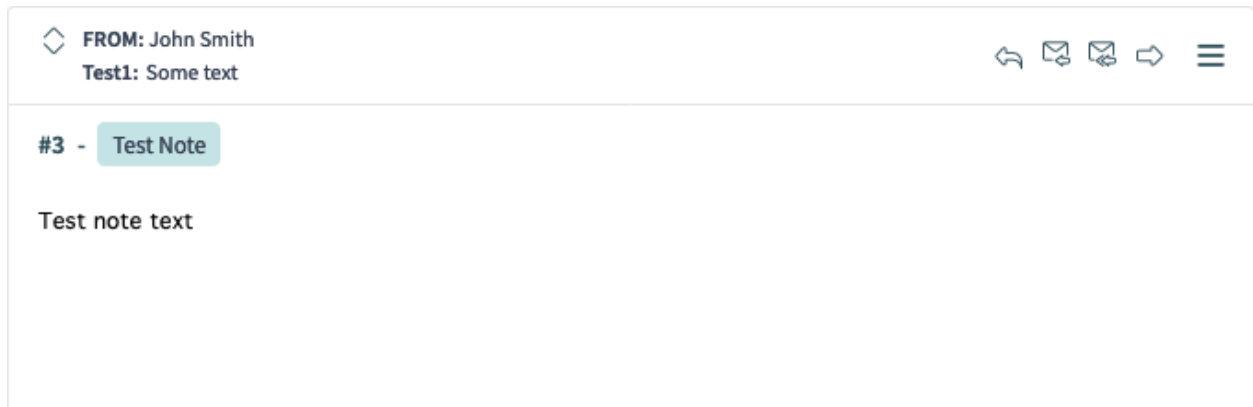 FROM: John Smith
Test1: Some text
#3 - Test Note
Test note text